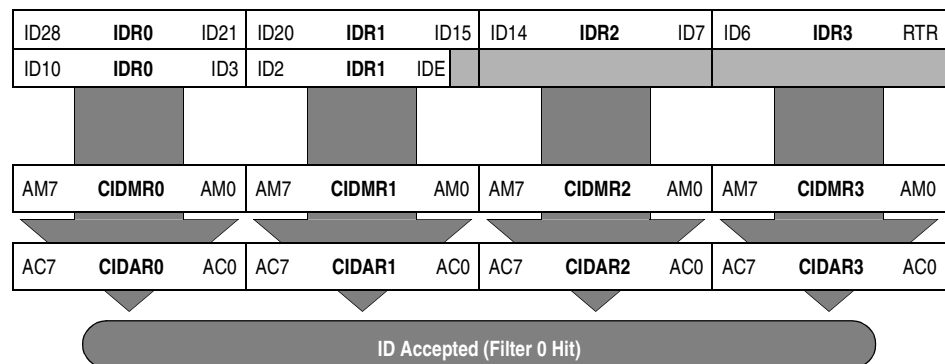 ID28 IDR0 ID21 ID20 IDR1 ID15 ID14 IDR2 ID7 ID6 IDR3 RTR
ID10 IDR0 ID3 ID2 IDR1 IDE
AM7 CIDMR0 AM0 AM7 CIDMR1 AM0 AM7 CIDMR2 AM0 AM7 CIDMR3 AM0
AC7 CIDAR0 AC0 AC7 CIDAR1 AC0 AC7 CIDAR2 AC0 AC7 CIDAR3 AC0
ID Accepted (Filter 0 Hit)